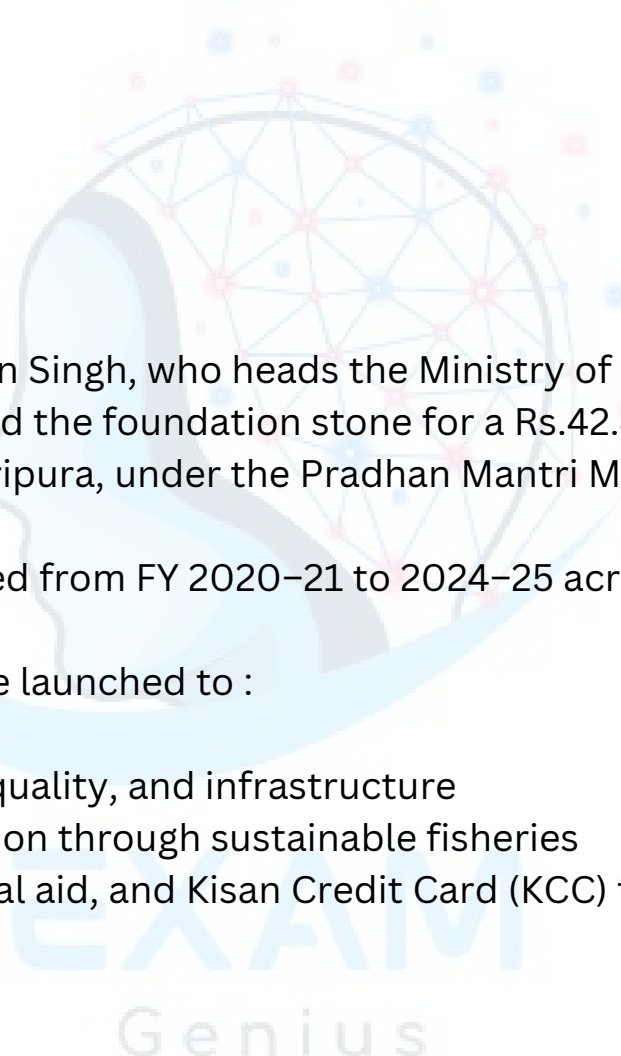 n Singh, who heads the Ministry of
d the foundation stone for a Rs.42.
ripura, under the Pradhan Mantri M
ed from FY 2020–21 to 2024–25 acr
e launched to :
quality, and infrastructure
on through sustainable fisheries
al aid, and Kisan Credit Card (KCC)
EXAM
Genius